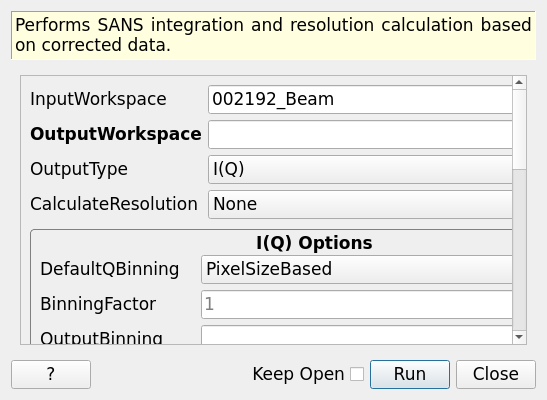 Performs SANS integration and resolution calculation based
on corrected data.
InputWorkspace 002192_Beam
OutputWorkspace
OutputType I(Q)
CalculateResolution None
I(Q) Options
DefaultQBinning PixelSizeBased
BinningFactor 1
OutputBinning
? Keep Open Run Close